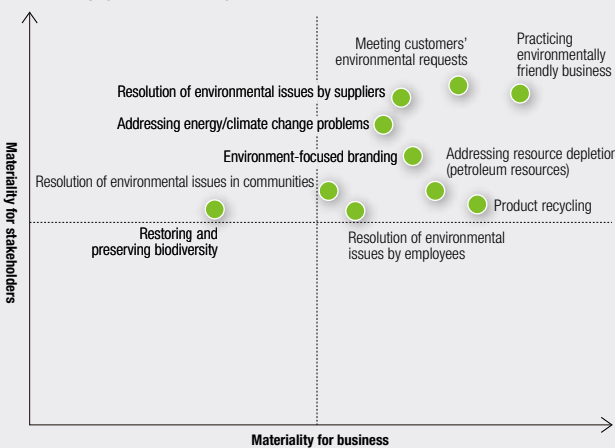 Meeting customers'
environmental requests
Practicing
environmentally
friendly business
Resolution of environmental issues by suppliers
Addressing energy/climate change problems
Environment-focused branding
Addressing resource depletion
(petroleum resources)
Resolution of environmental issues in communities
Product recycling
Restoring and
preserving biodiversity
Resolution of environmental
issues by employees
Materiality for stakeholders
Materiality for business